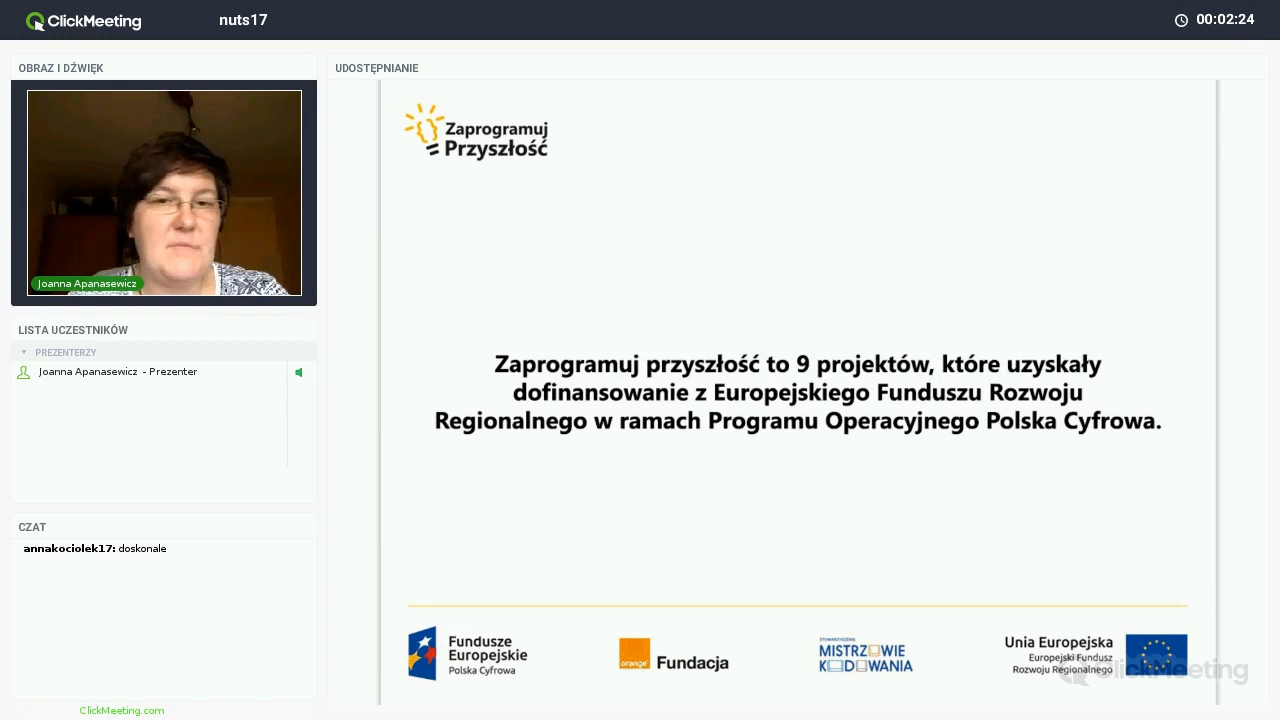 ClickMeeting
nuts17
00:02:24
OBRAZ I DŹWIĘK
Joanna Apanasewicz
LISTA UCZESTNIKÓW
PREZENTERZY
Joanna Apanasewicz - Prezenter
CZAT
annakociolek17: doskonale
ClickMeeting.com
UDOSTĘPNIANIE
Zaprogramuj
Przyszłość
Zaprogramuj przyszłość to 9 projektów, które uzyskały
dofinansowanie z Europejskiego Funduszu Rozwoju
Regionalnego w ramach Programu Operacyjnego Polska Cyfrowa.
Fundusze
Europejskie
Polska Cyfrowa
orange
Fundacja
STOWARZYSZENIE
MISTRZOWIE
KODOWANIA
Unia Europejska
Europejski Fundusz
Rozwoju Regionalnego
ClickMeeting